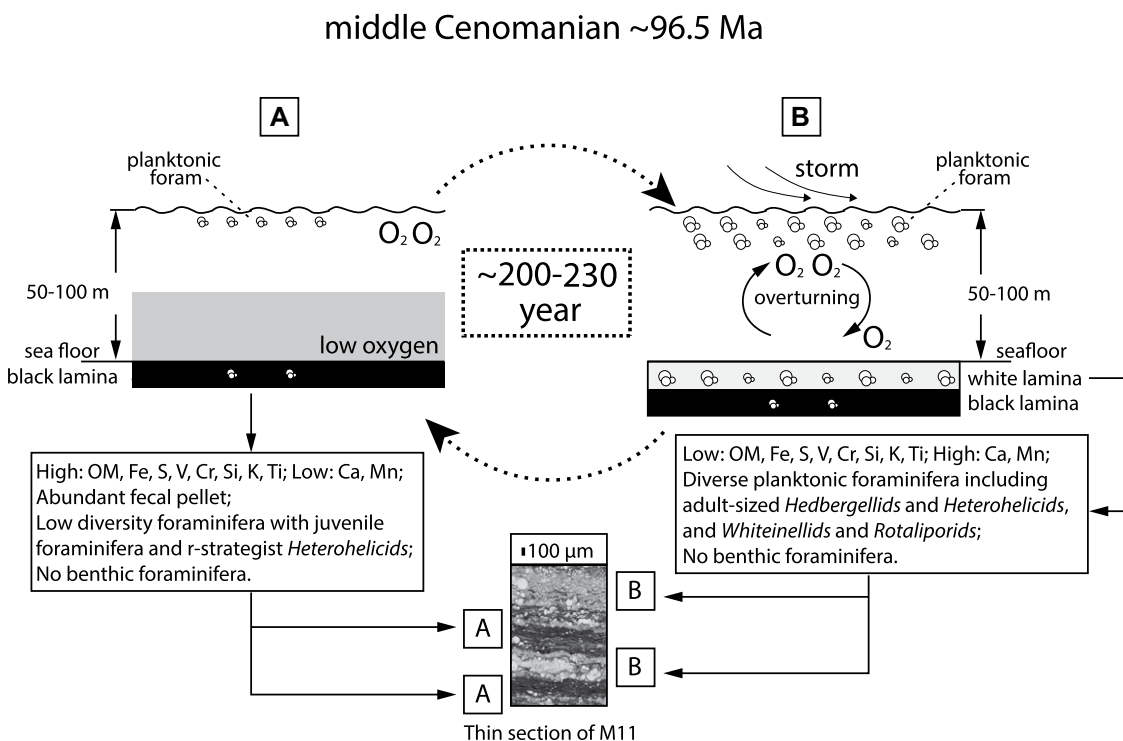 middle Cenomanian ~96.5 Ma
A
planktonic
foram
O2 O2
50-100 m
low oxygen
sea floor
black lamina
~200-230
year
B
storm
planktonic
foram
O2 O2
overturning
O2
50-100 m
seafloor
white lamina
black lamina
High: OM, Fe, S, V, Cr, Si, K, Ti; Low: Ca, Mn;
Abundant fecal pellet;
Low diversity foraminifera with juvenile
foraminifera and r-strategist Heterohelicids;
No benthic foraminifera.
Low: OM, Fe, S, V, Cr, Si, K, Ti; High: Ca, Mn;
Diverse planktonic foraminifera including
adult-sized Hedbergellids and Heterohelicids,
and Whiteinellids and Rotaliporids;
No benthic foraminifera.
100 µm
B
A
B
A
Thin section of M11